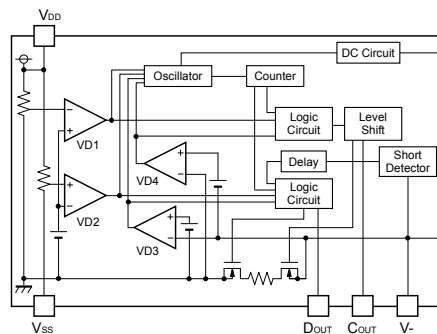 VDD
DC Circuit
Oscillator
Counter
Logic
Circuit
Level
Shift
VD1
VD4
Delay
Short
Detector
Logic
Circuit
VD2
VD3
VSS
DOUT
COUT
V-